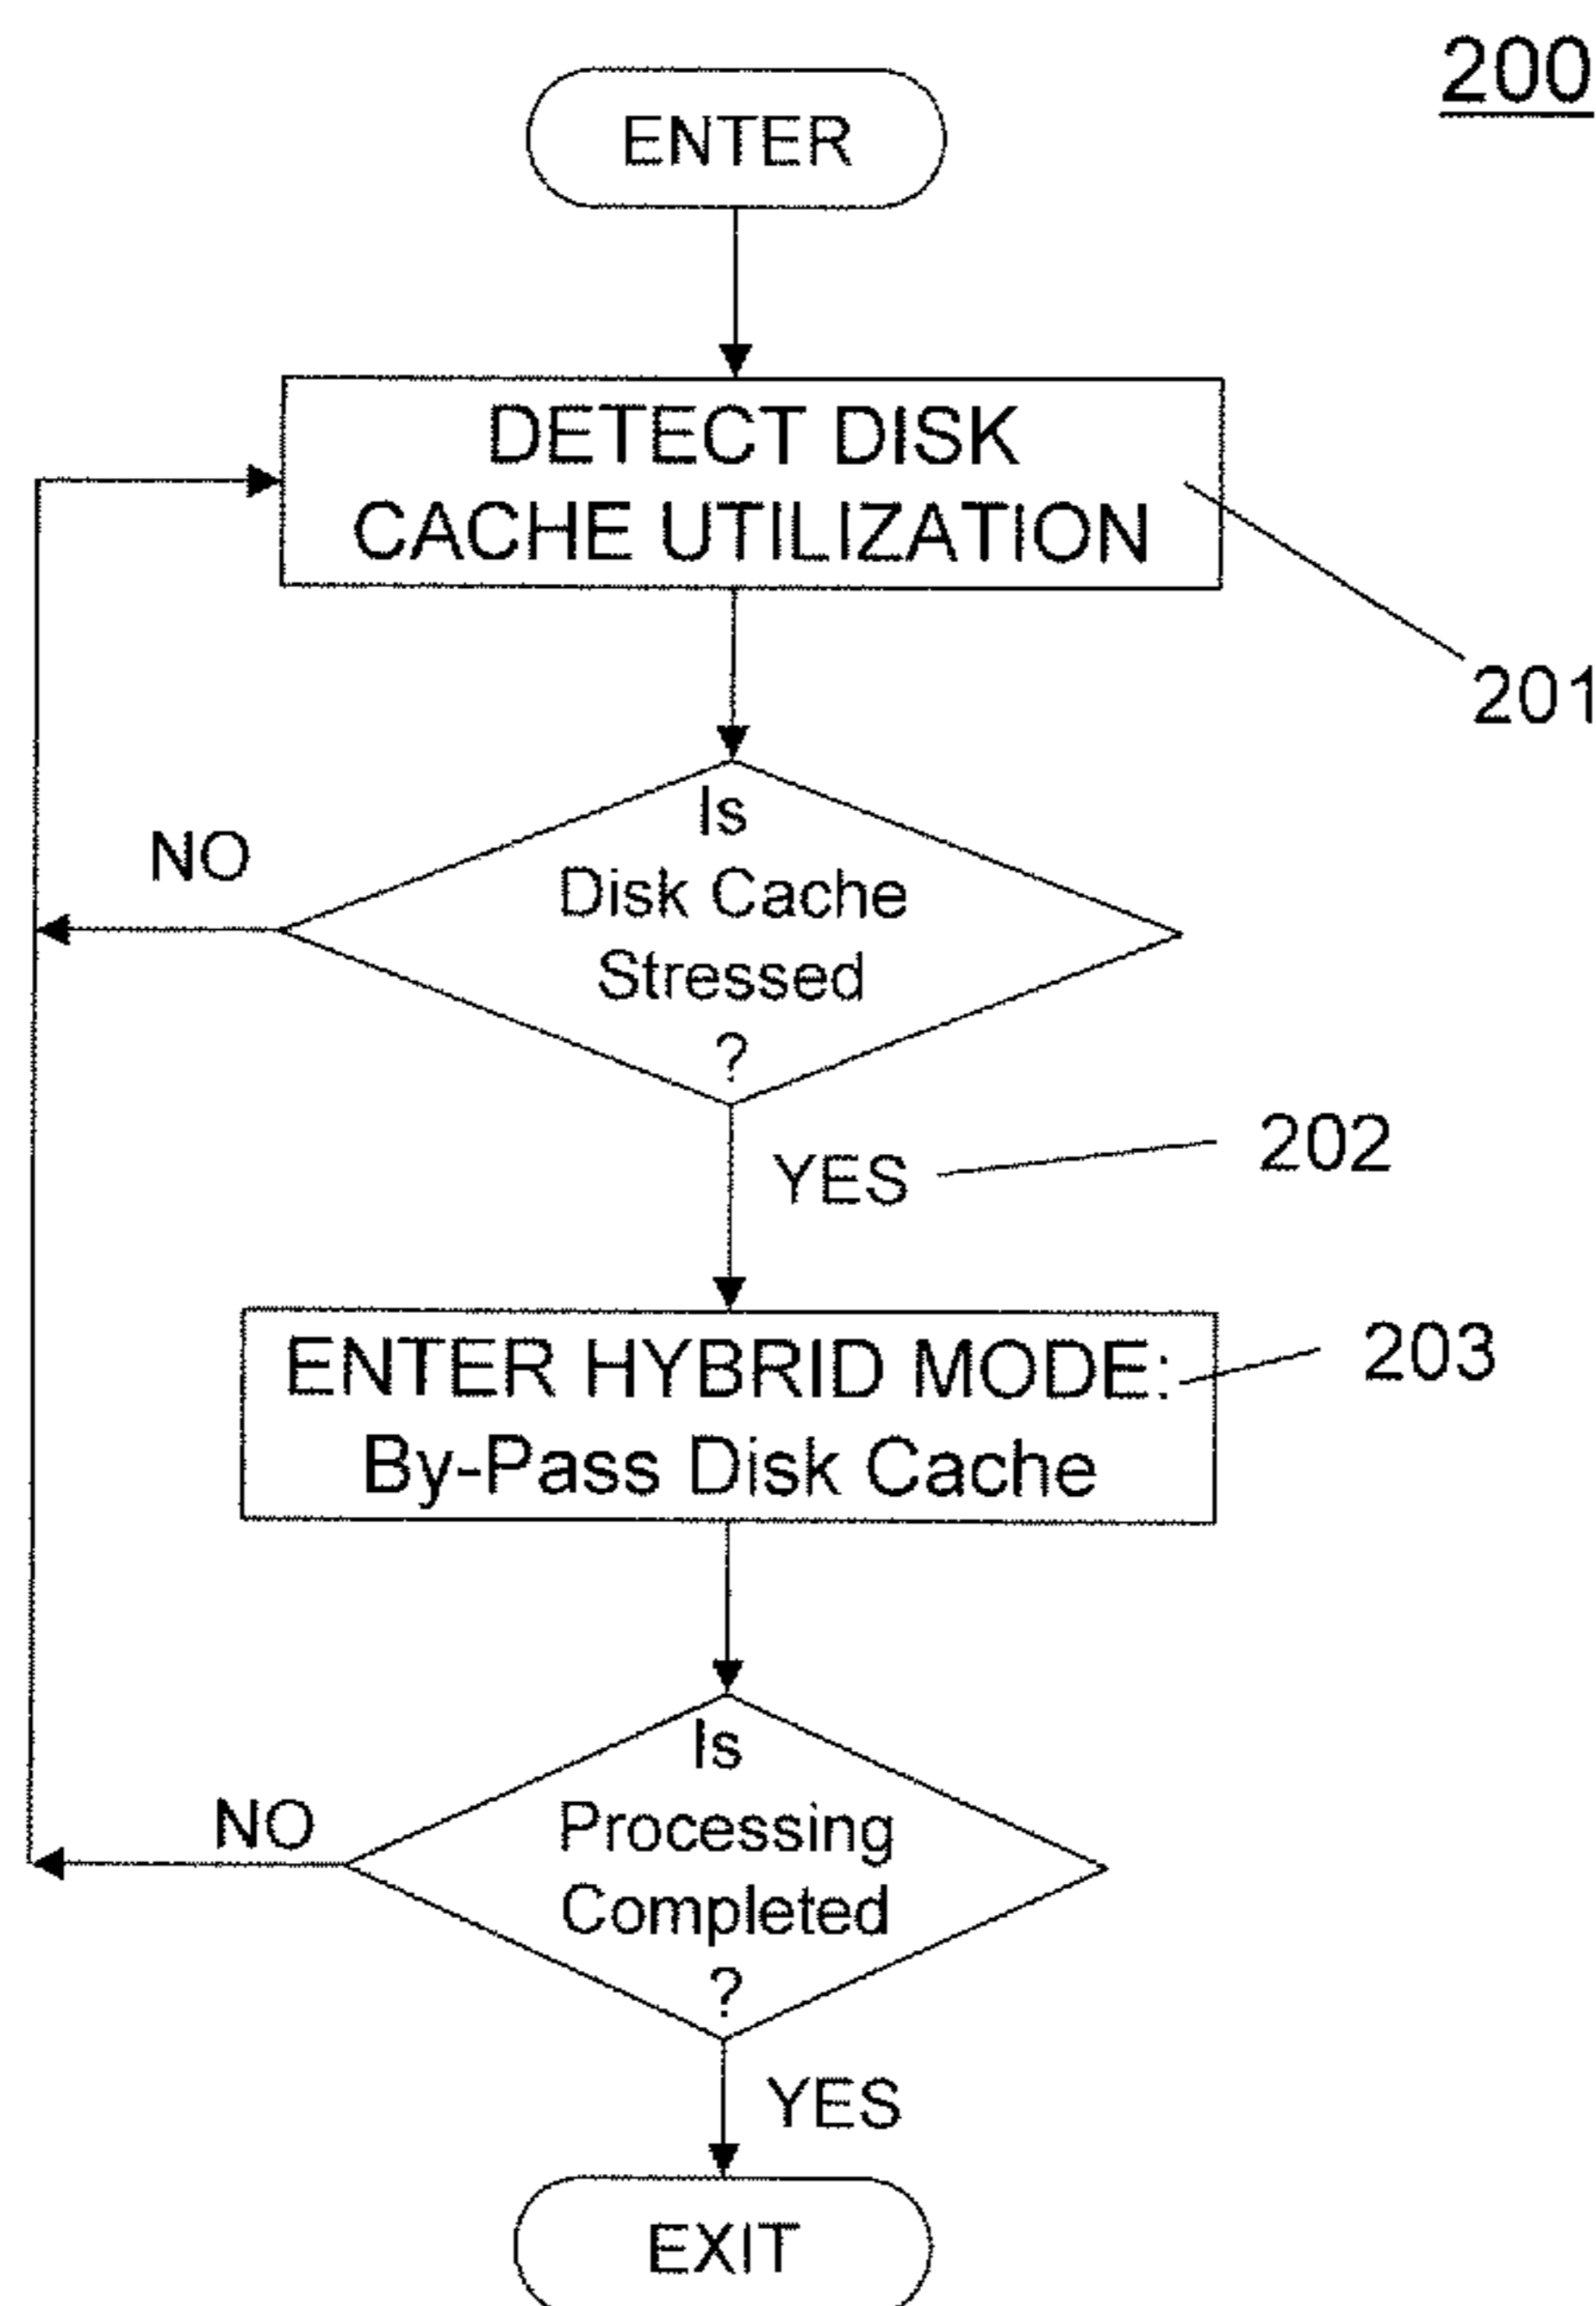 200
ENTER
DETECT DISK
CACHE UTILIZATION
201
Is
Disk Cache
Stressed
?
NO
YES
202
ENTER HYBRID MODE:
By-Pass Disk Cache
203
Is
Processing
Completed
?
NO
YES
EXIT